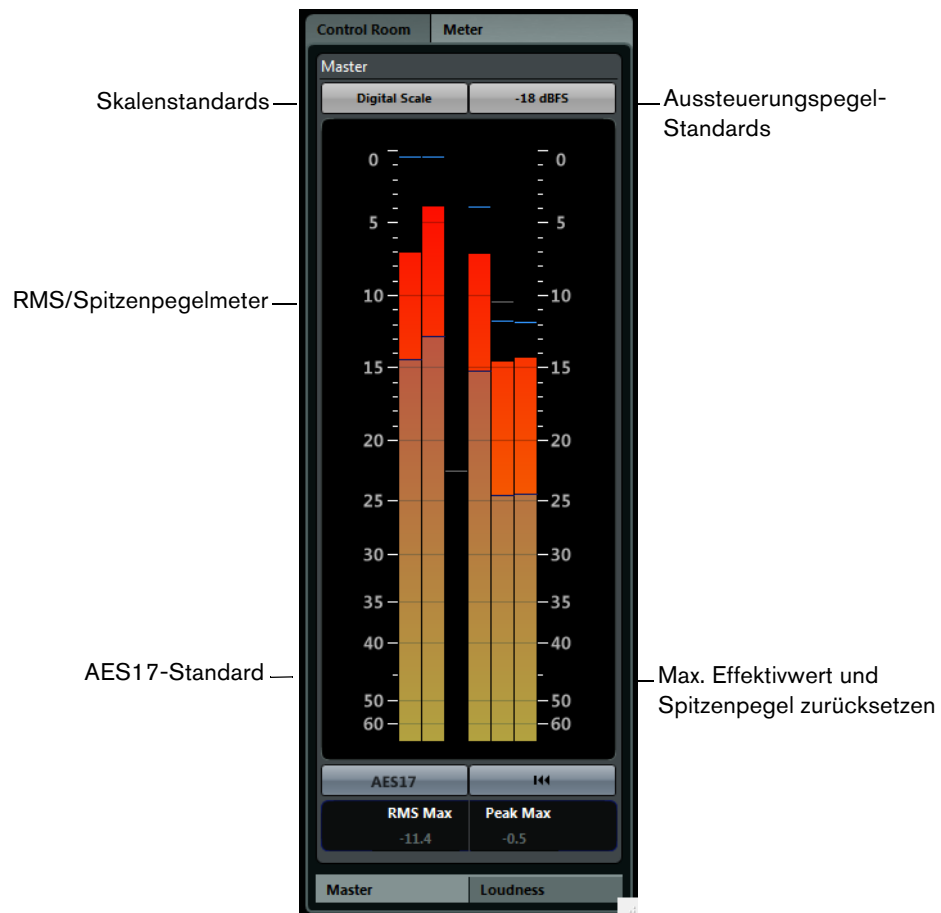 Control Room Meter
Master
Skalenstandards
Digital Scale -18 dBFS
Aussteuerungspegel-
Standards
0 0
5 5
RMS/Spitzenpegelmeter
10 10
15 15
20 20
25 25
30 30
35 35
40 40
AES17-Standard
Max. Effektivwert und
Spitzenpegel zurücksetzen
50 50
60 60
AES17
RMS Max Peak Max
-11.4 -0.5
Master Loudness